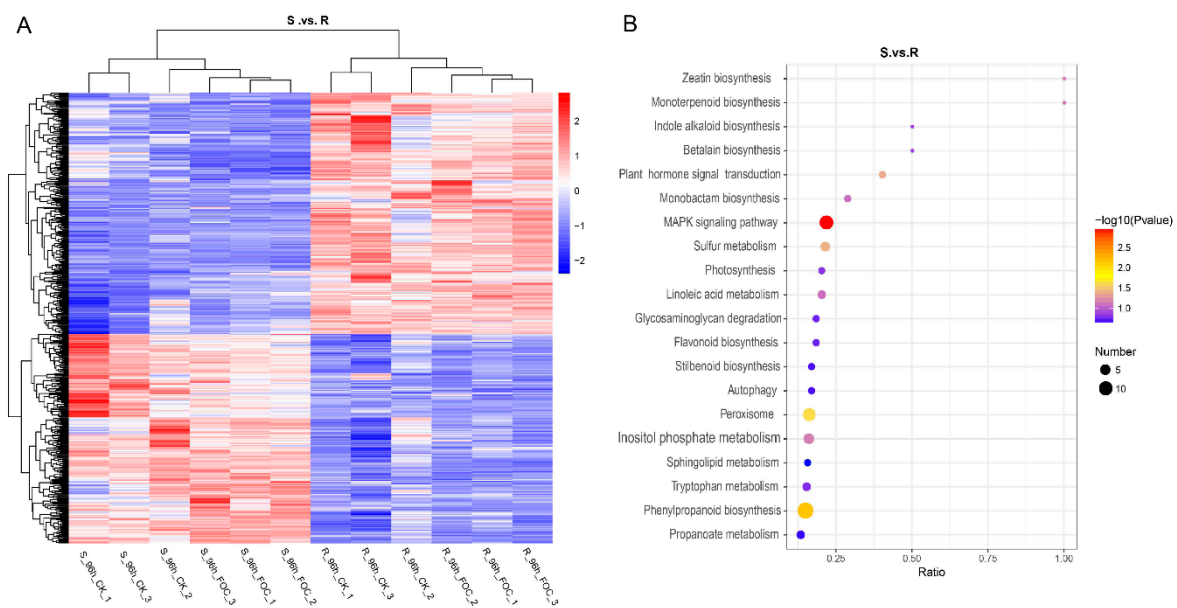 A
S .vs. R
2
1
0
−1
−2
S_96h_CK_1
S_96h_CK_3
S_96h_CK_2
S_96h_FOC_3
S_96h_FOC_1
S_96h_FOC_2
R_96h_CK_1
R_96h_CK_3
R_96h_CK_2
R_96h_FOC_2
R_96h_FOC_1
R_96h_FOC_3
B
S.vs.R
Zeatin biosynthesis
Monoterpenoid biosynthesis
Indole alkaloid biosynthesis
Betalain biosynthesis
Plant hormone signal transduction
Monobactam biosynthesis
MAPK signaling pathway
Sulfur metabolism
Photosynthesis
Linoleic acid metabolism
Glycosaminoglycan degradation
Flavonoid biosynthesis
Stilbenoid biosynthesis
Autophagy
Peroxisome
Inositol phosphate metabolism
Sphingolipid metabolism
Tryptophan metabolism
Phenylpropanoid biosynthesis
Propanoate metabolism
0.25
0.50
0.75
1.00
Ratio
−log10(Pvalue)
2.5
2.0
1.5
1.0
Number
5
10